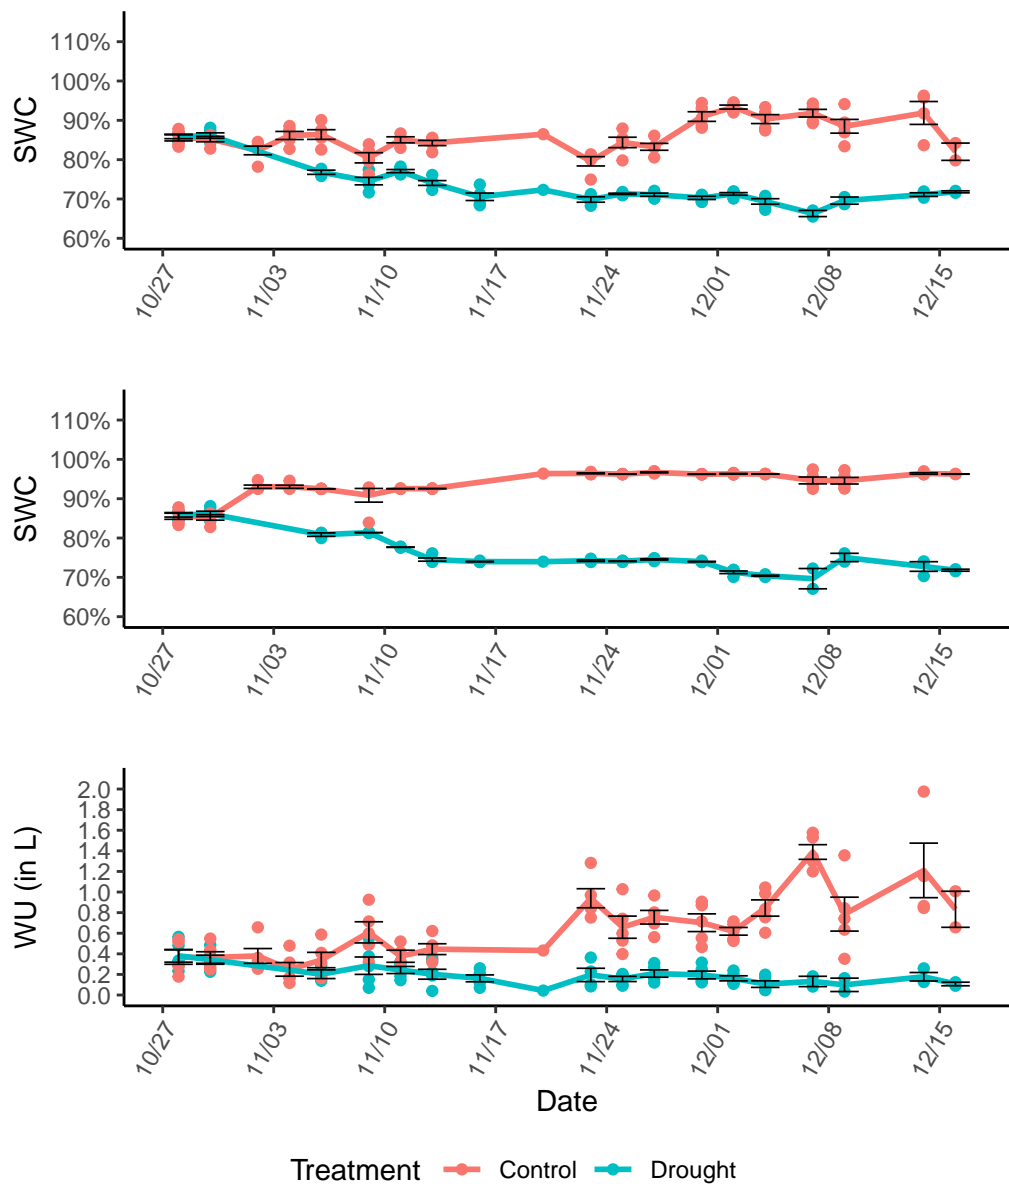 SWC
110%
100%
90%
80%
70%
60%
10/27 11/03 11/10 11/17 11/24 12/01 12/08 12/15
SWC
110%
100%
90%
80%
70%
60%
10/27 11/03 11/10 11/17 11/24 12/01 12/08 12/15
WU (in L)
2.0
1.8
1.6
1.4
1.2
1.0
0.8
0.6
0.4
0.2
0.0
10/27 11/03 11/10 11/17 11/24 12/01 12/08 12/15
Date
Treatment Control Drought